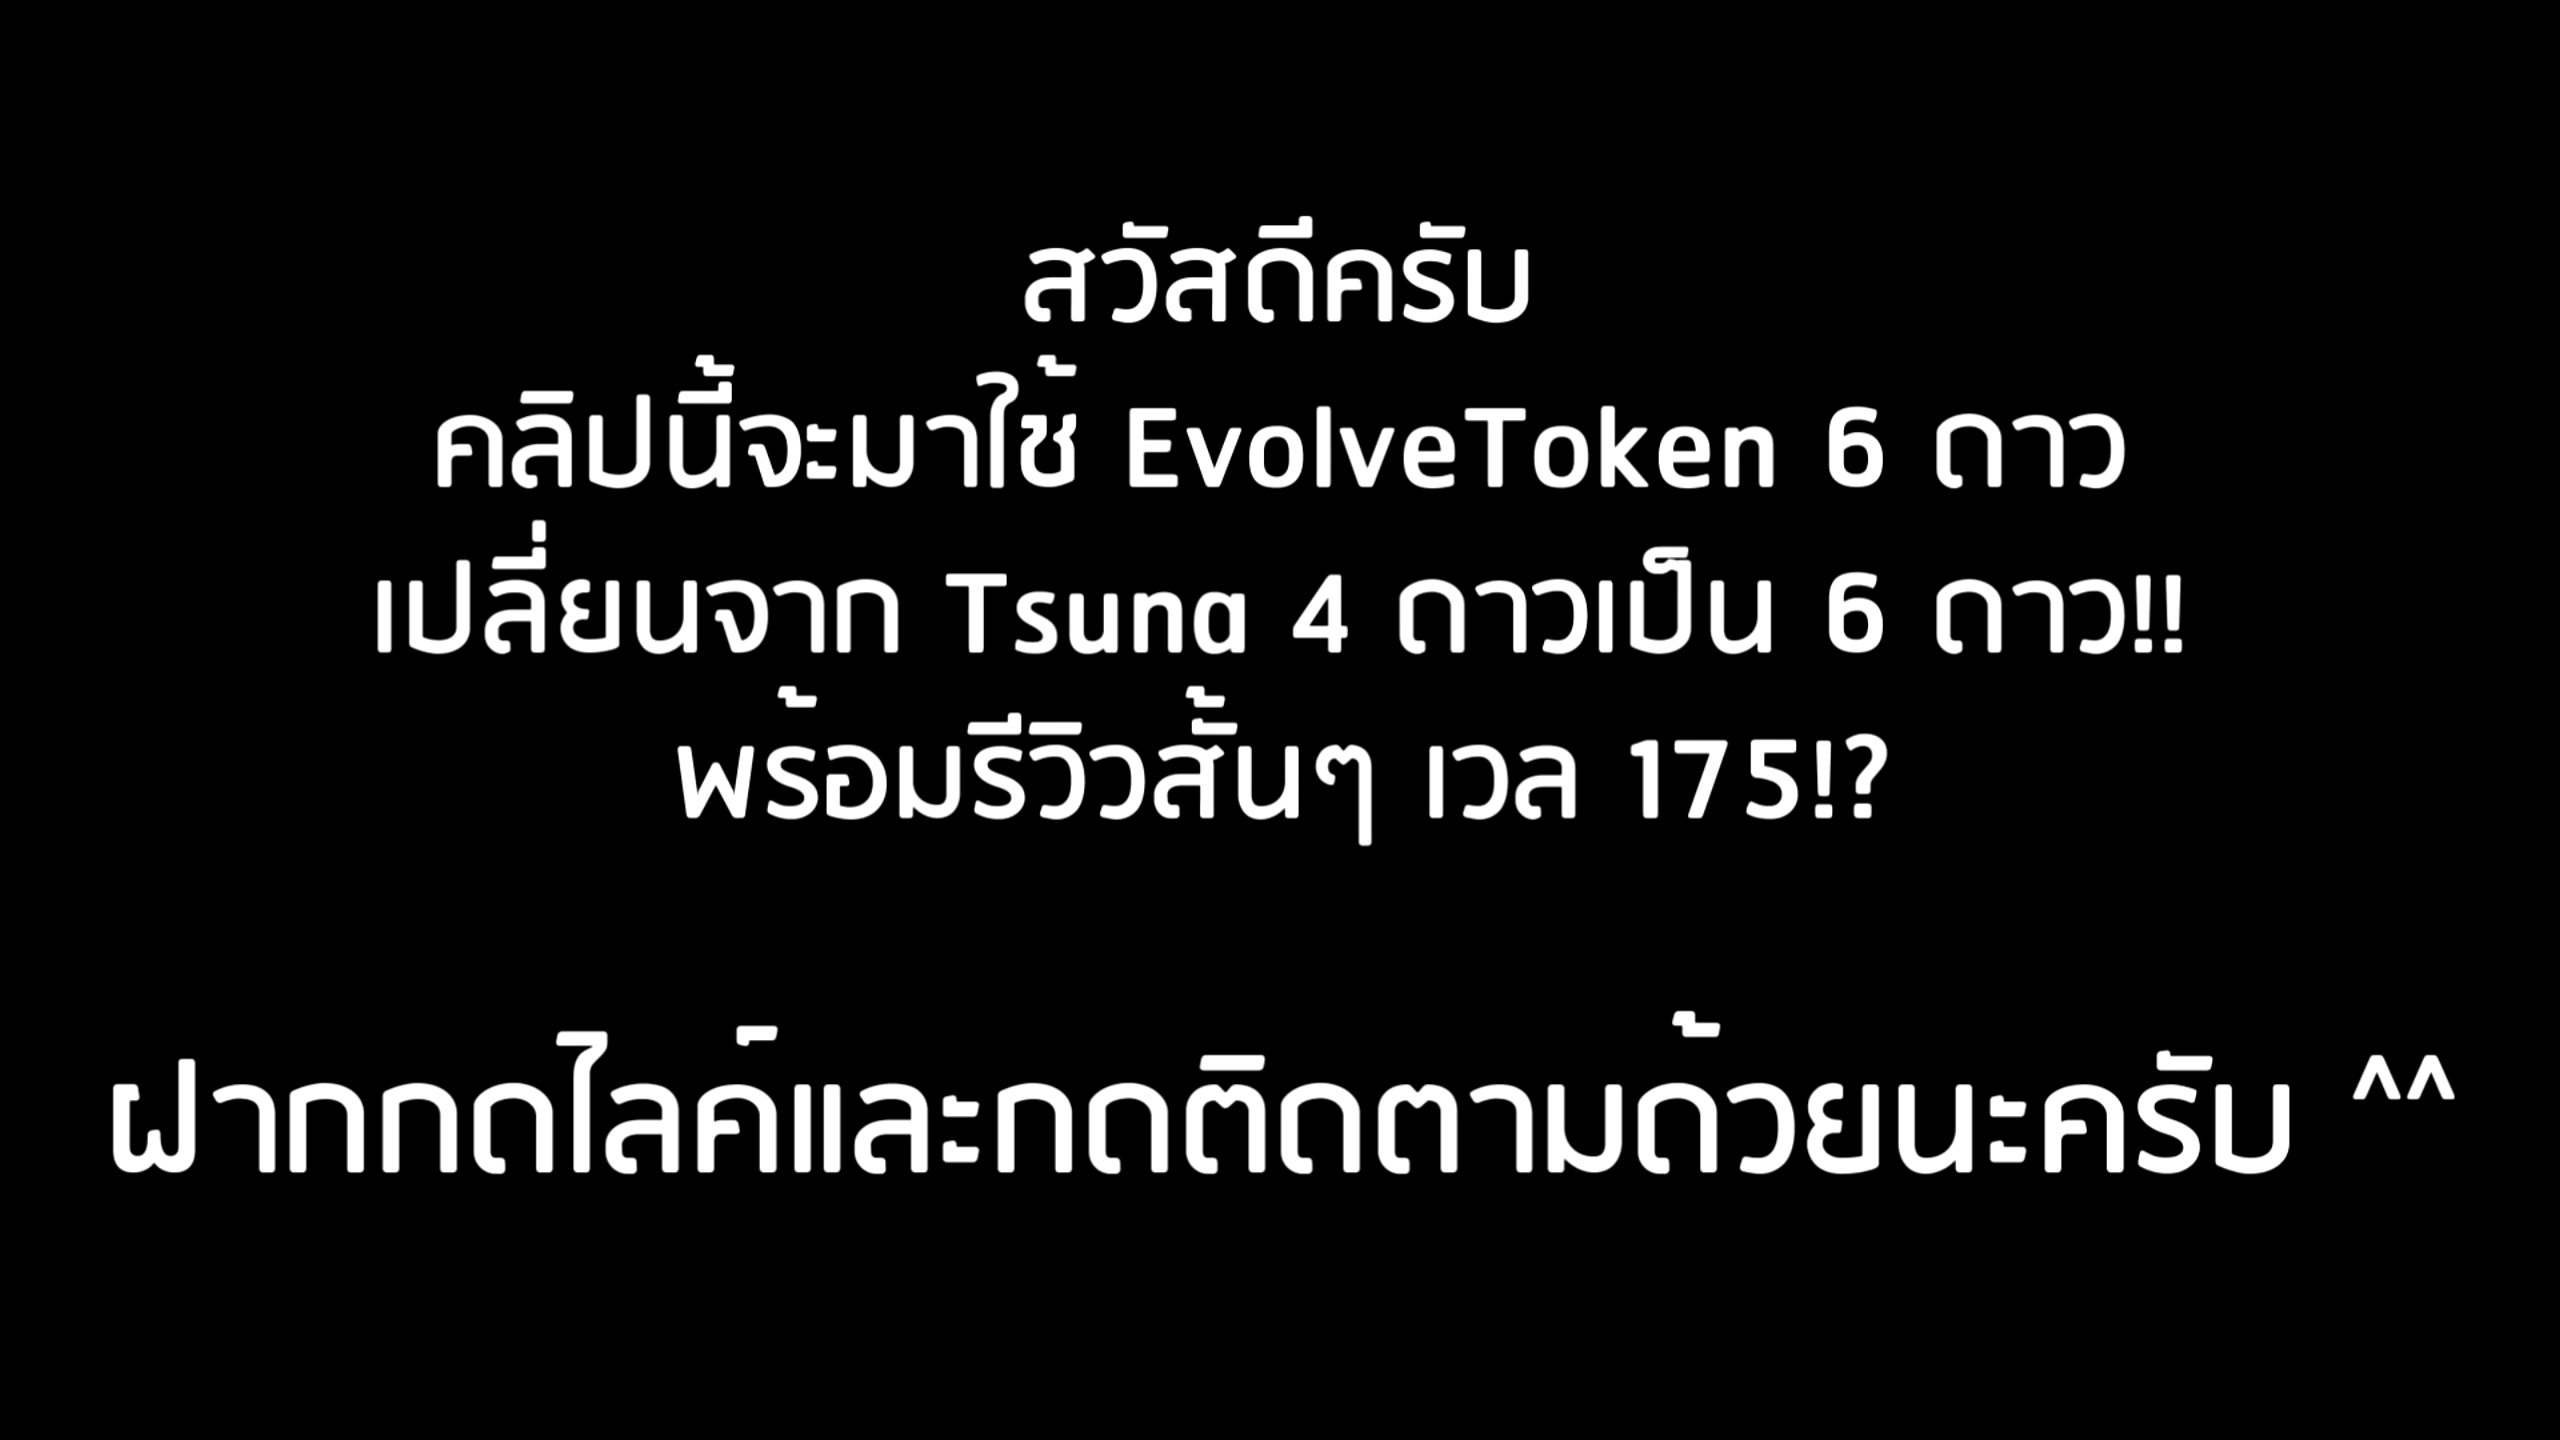 สวัสดีครับ
คลิปนี้จะมาใช้ EvolveToken 6 ดาว
เปลี่ยนจาก Tsuna 4 ดาวเป็น 6 ดาว!!
พร้อมรีวิวสั้นๆ เวล 175!?
ฝากกดไลค์และกดติดตามด้วยนะครับ ^^